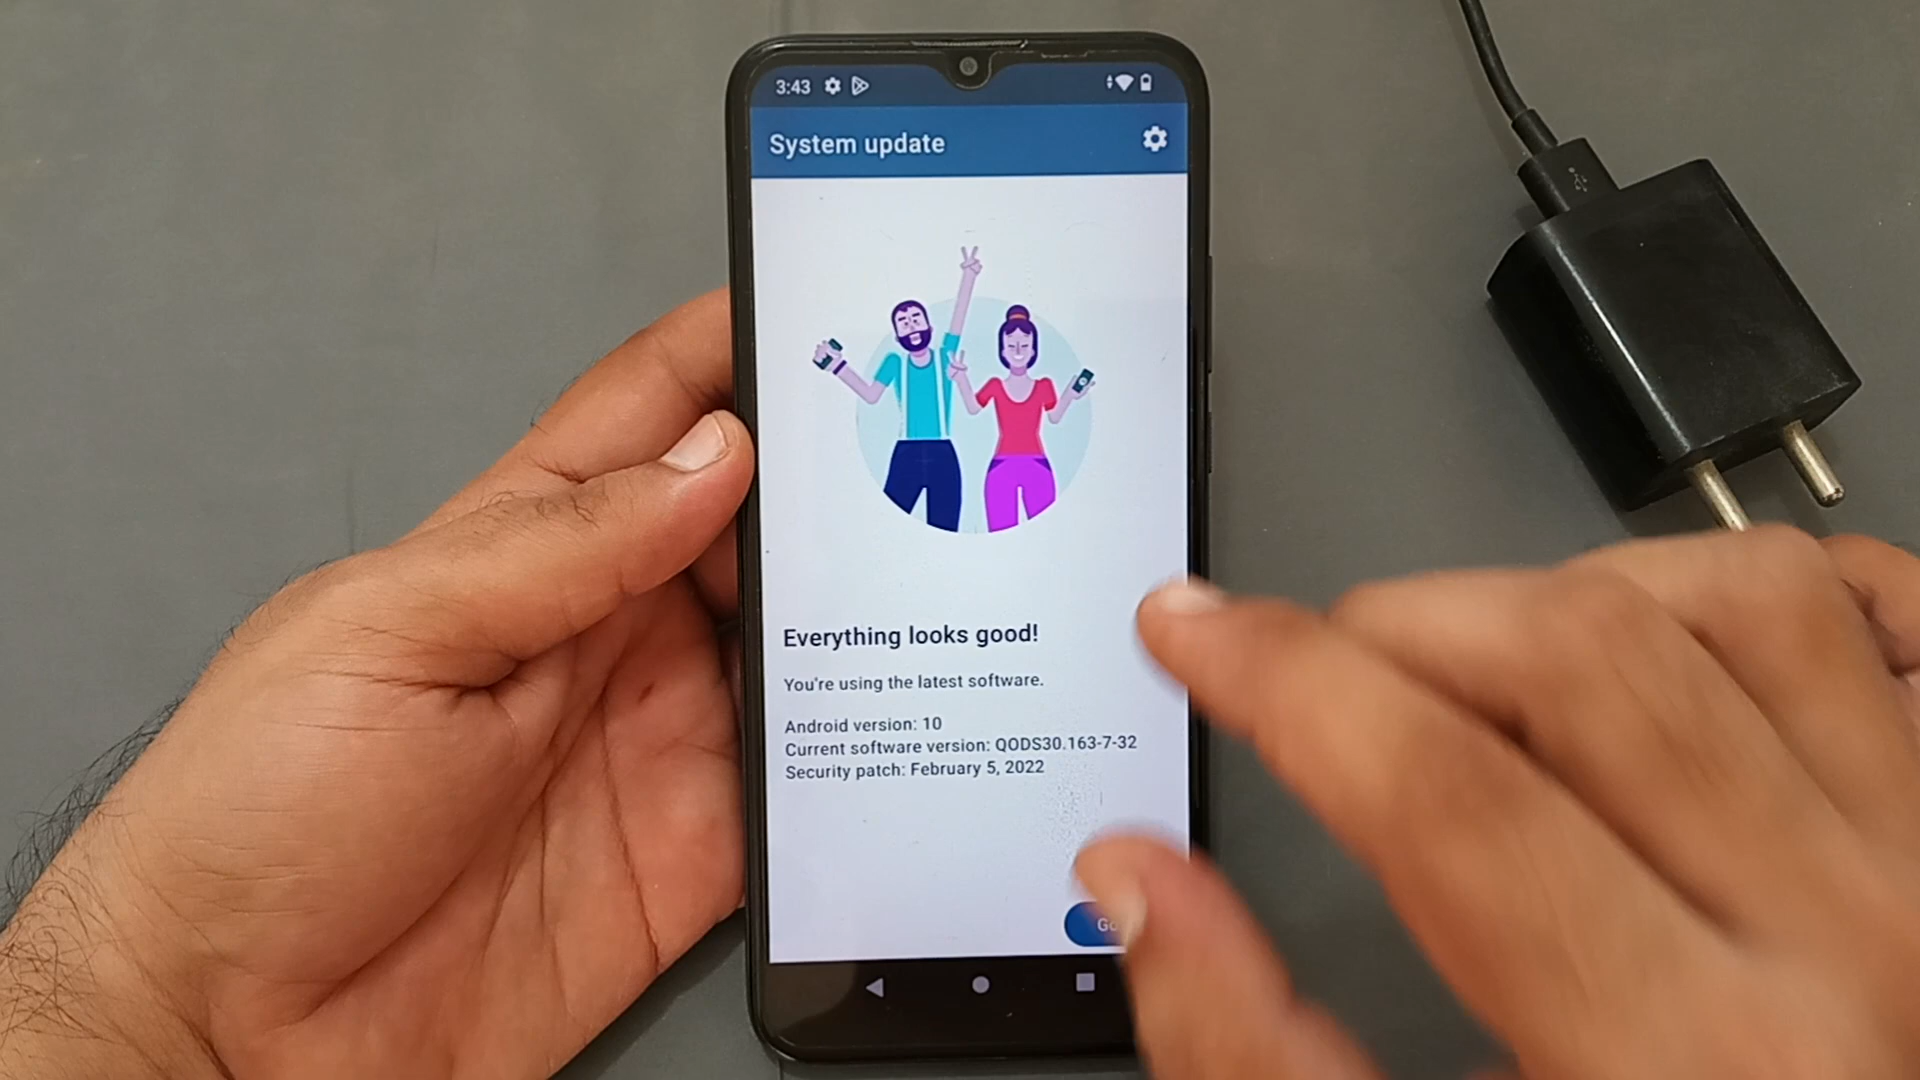 3:43
System update
Everything looks good!
You're using the latest software.
Android version: 10
Current software version: QODS30.163-7-32
Security patch: February 5, 2022